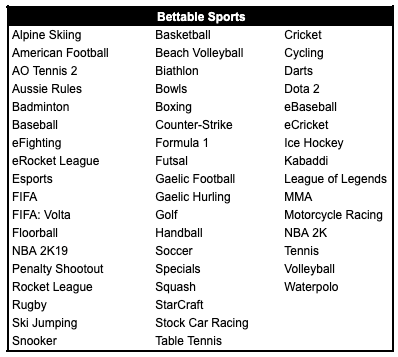 Bettable Sports
Alpine Skiing Basketball Cricket
American Football Beach Volleyball Cycling
AO Tennis 2 Biathlon Darts
Aussie Rules Bowls Dota 2
Badminton Boxing eBaseball
Baseball Counter-Strike eCricket
eFighting Formula 1 Ice Hockey
eRocket League Futsal Kabaddi
Esports Gaelic Football League of Legends
FIFA Gaelic Hurling MMA
FIFA: Volta Golf Motorcycle Racing
Floorball Handball NBA 2K
NBA 2K19 Soccer Tennis
Penalty Shootout Specials Volleyball
Rocket League Squash Waterpolo
Rugby StarCraft
Ski Jumping Stock Car Racing
Snooker Table Tennis